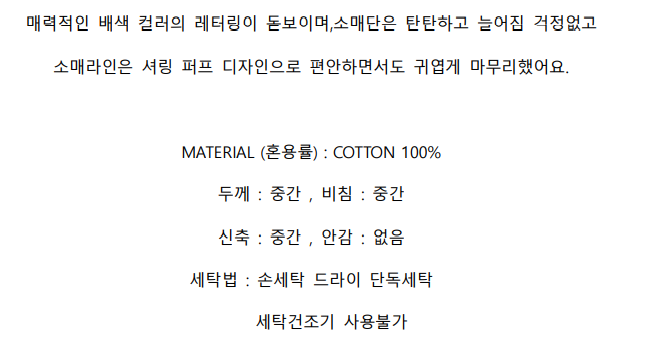 매력적인 배색 컬러의 레터링이 돋보이며,소매단은 탄탄하고 늘어짐 걱정없고
소매라인은 셔링 퍼프 디자인으로 편안하면서도 귀엽게 마무리했어요.
MATERIAL (혼용률) : COTTON 100%
두께 : 중간 , 비침 : 중간
신축 : 중간 , 안감 : 없음
세탁법 : 손세탁 드라이 단독세탁
세탁건조기 사용불가